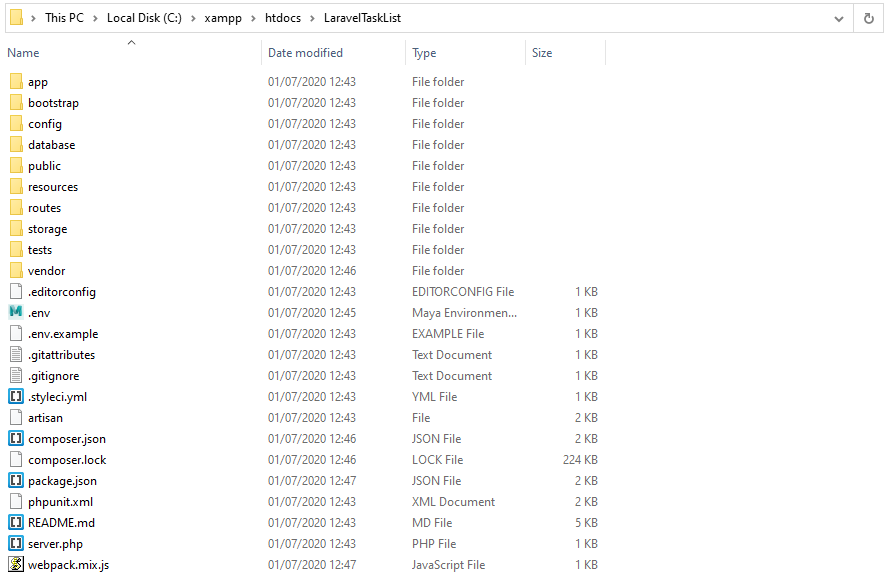 This PC > Local Disk (C:) > xampp > htdocs > LaravelTaskList
Name Date modified Type Size
app 01/07/2020 12:43 File folder
bootstrap 01/07/2020 12:43 File folder
config 01/07/2020 12:43 File folder
database 01/07/2020 12:43 File folder
public 01/07/2020 12:43 File folder
resources 01/07/2020 12:43 File folder
routes 01/07/2020 12:43 File folder
storage 01/07/2020 12:43 File folder
tests 01/07/2020 12:43 File folder
vendor 01/07/2020 12:46 File folder
.editorconfig 01/07/2020 12:43 EDITORCONFIG File 1 KB
.env 01/07/2020 12:45 Maya Environmen... 1 KB
.env.example 01/07/2020 12:43 EXAMPLE File 1 KB
.gitattributes 01/07/2020 12:43 Text Document 1 KB
.gitignore 01/07/2020 12:43 Text Document 1 KB
.styleci.yml 01/07/2020 12:43 YML File 1 KB
artisan 01/07/2020 12:43 File 2 KB
composer.json 01/07/2020 12:46 JSON File 2 KB
composer.lock 01/07/2020 12:46 LOCK File 224 KB
package.json 01/07/2020 12:47 JSON File 2 KB
phpunit.xml 01/07/2020 12:43 XML Document 2 KB
README.md 01/07/2020 12:43 MD File 5 KB
server.php 01/07/2020 12:43 PHP File 1 KB
webpack.mix.js 01/07/2020 12:47 JavaScript File 1 KB